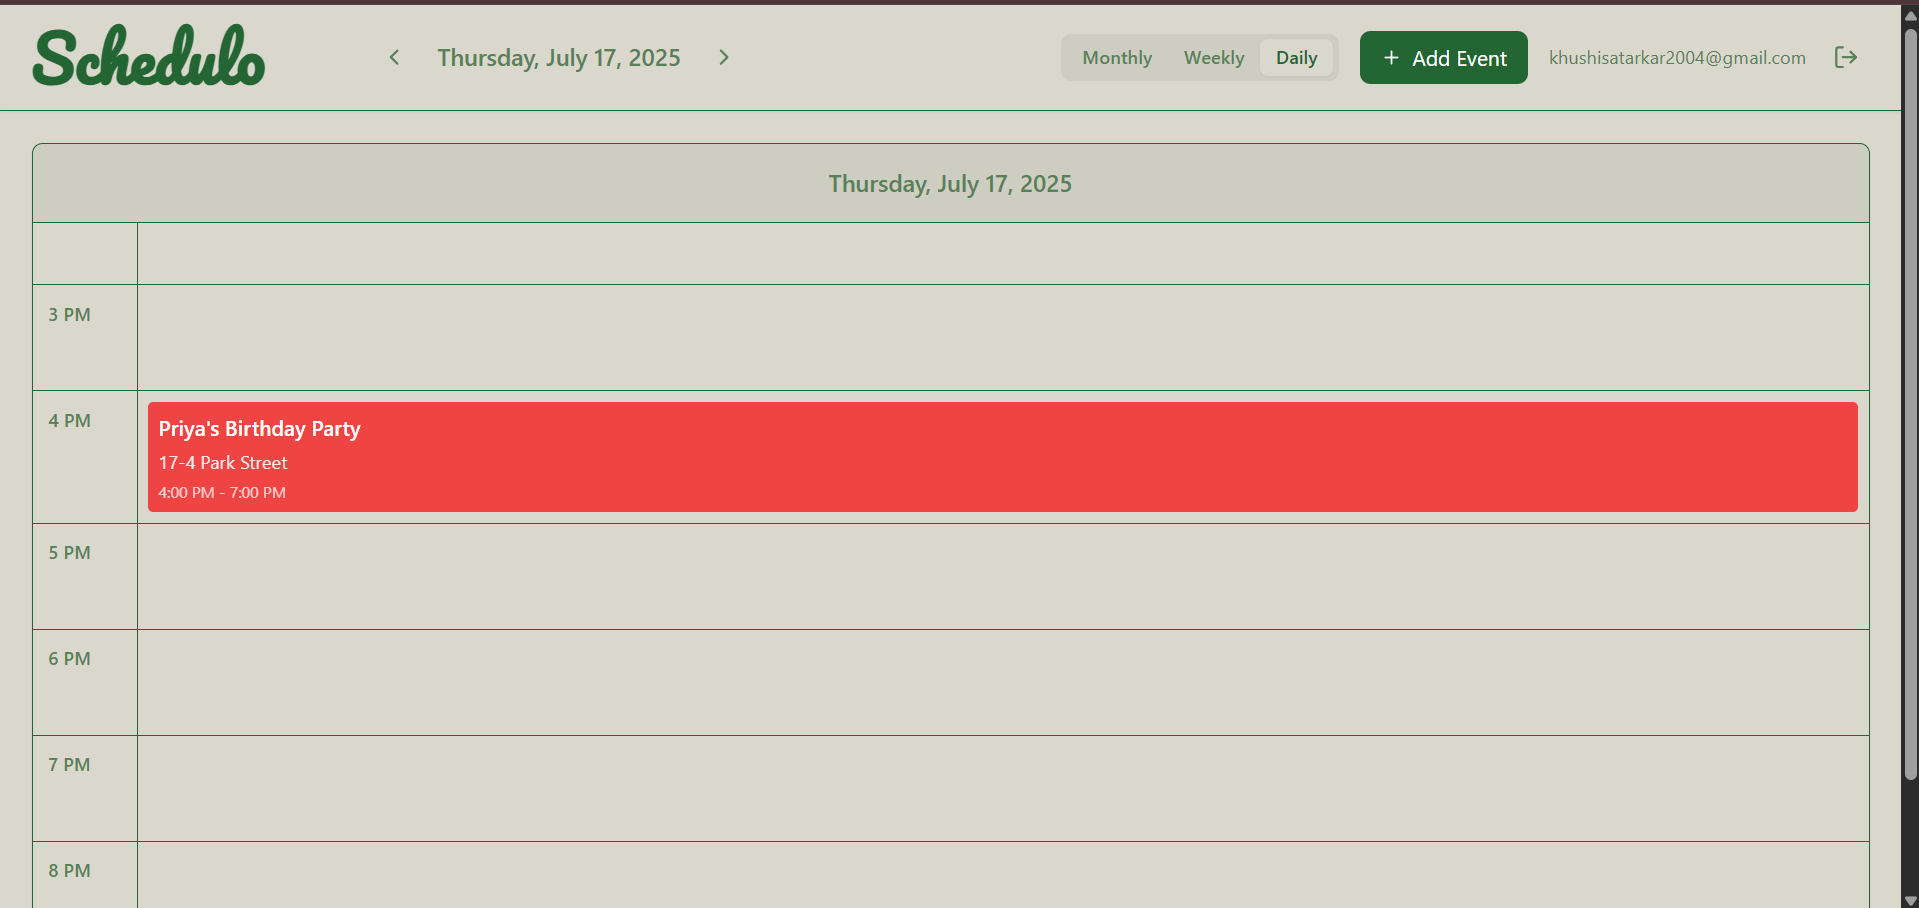 Schedulo
Thursday, July 17, 2025
Monthly Weekly Daily
+ Add Event
khushisatarkar2004@gmail.com
Thursday, July 17, 2025
3 PM
4 PM
Priya's Birthday Party
17-4 Park Street
4:00 PM - 7:00 PM
5 PM
6 PM
7 PM
8 PM